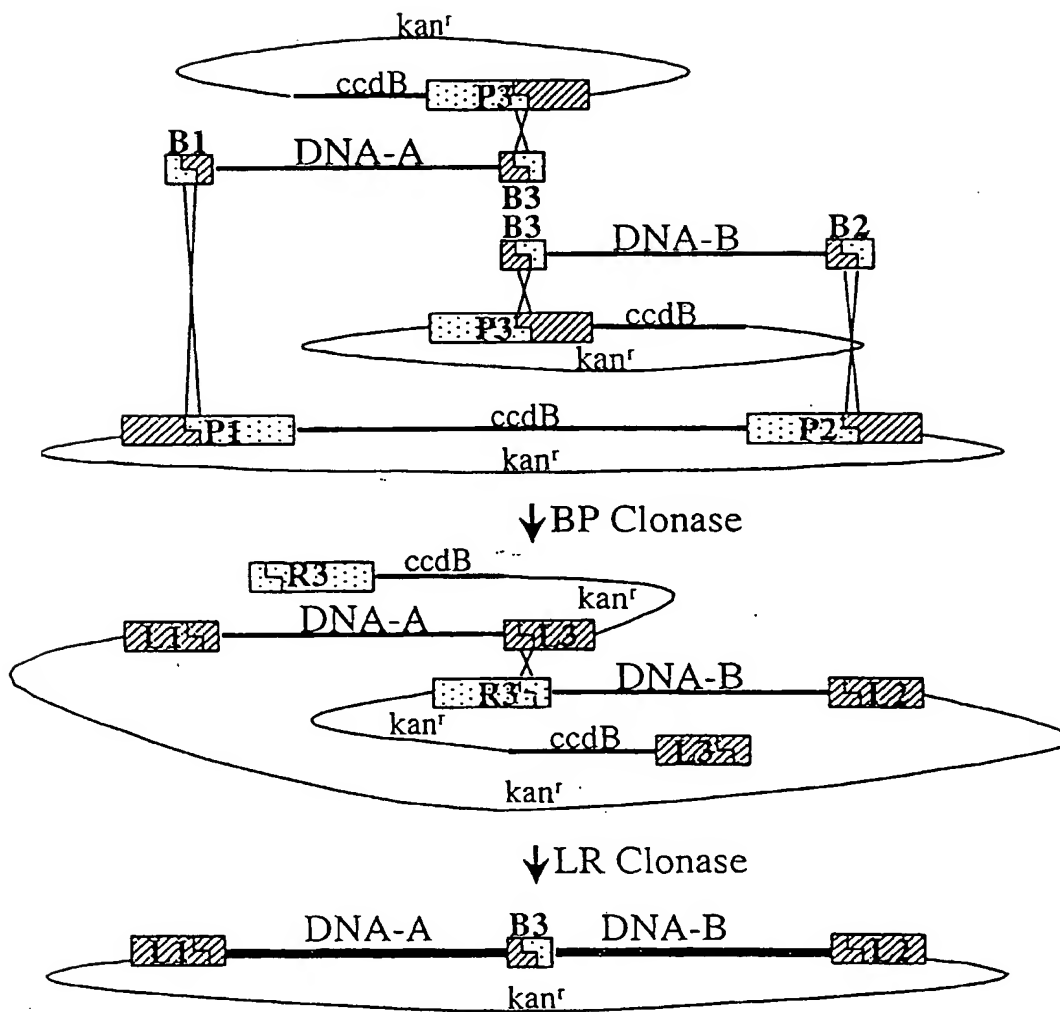 kanʳ
ccdB P3
B1 DNA-A
B3
B3 DNA-B B2
P3 ccdB
kanʳ
P1 ccdB P2
kanʳ
BP Clonase
R3 ccdB
kanʳ
L1 DNA-A L3
R3 DNA-B L2
kanʳ
ccdB L3
kanʳ
LR Clonase
DNA-A B3 DNA-B
L1 L2
kanʳ